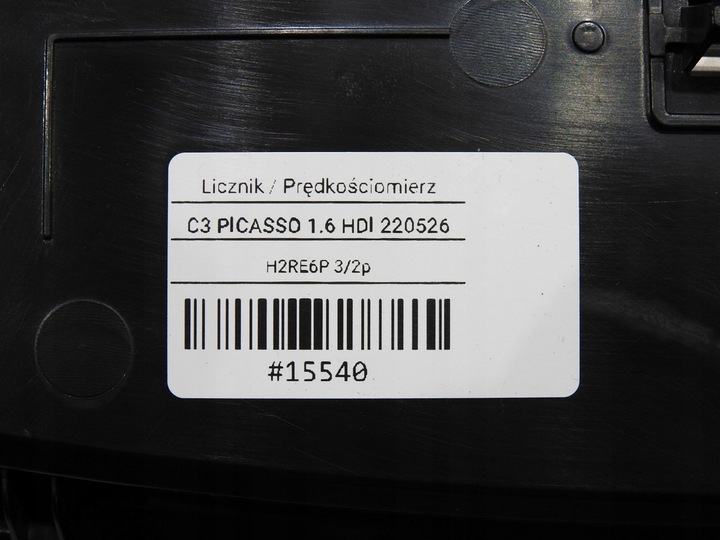 Licznik / Prędkościomierz
C3 PICASSO 1.6 HDI 220526
H2RE6P 3/2p
#15540